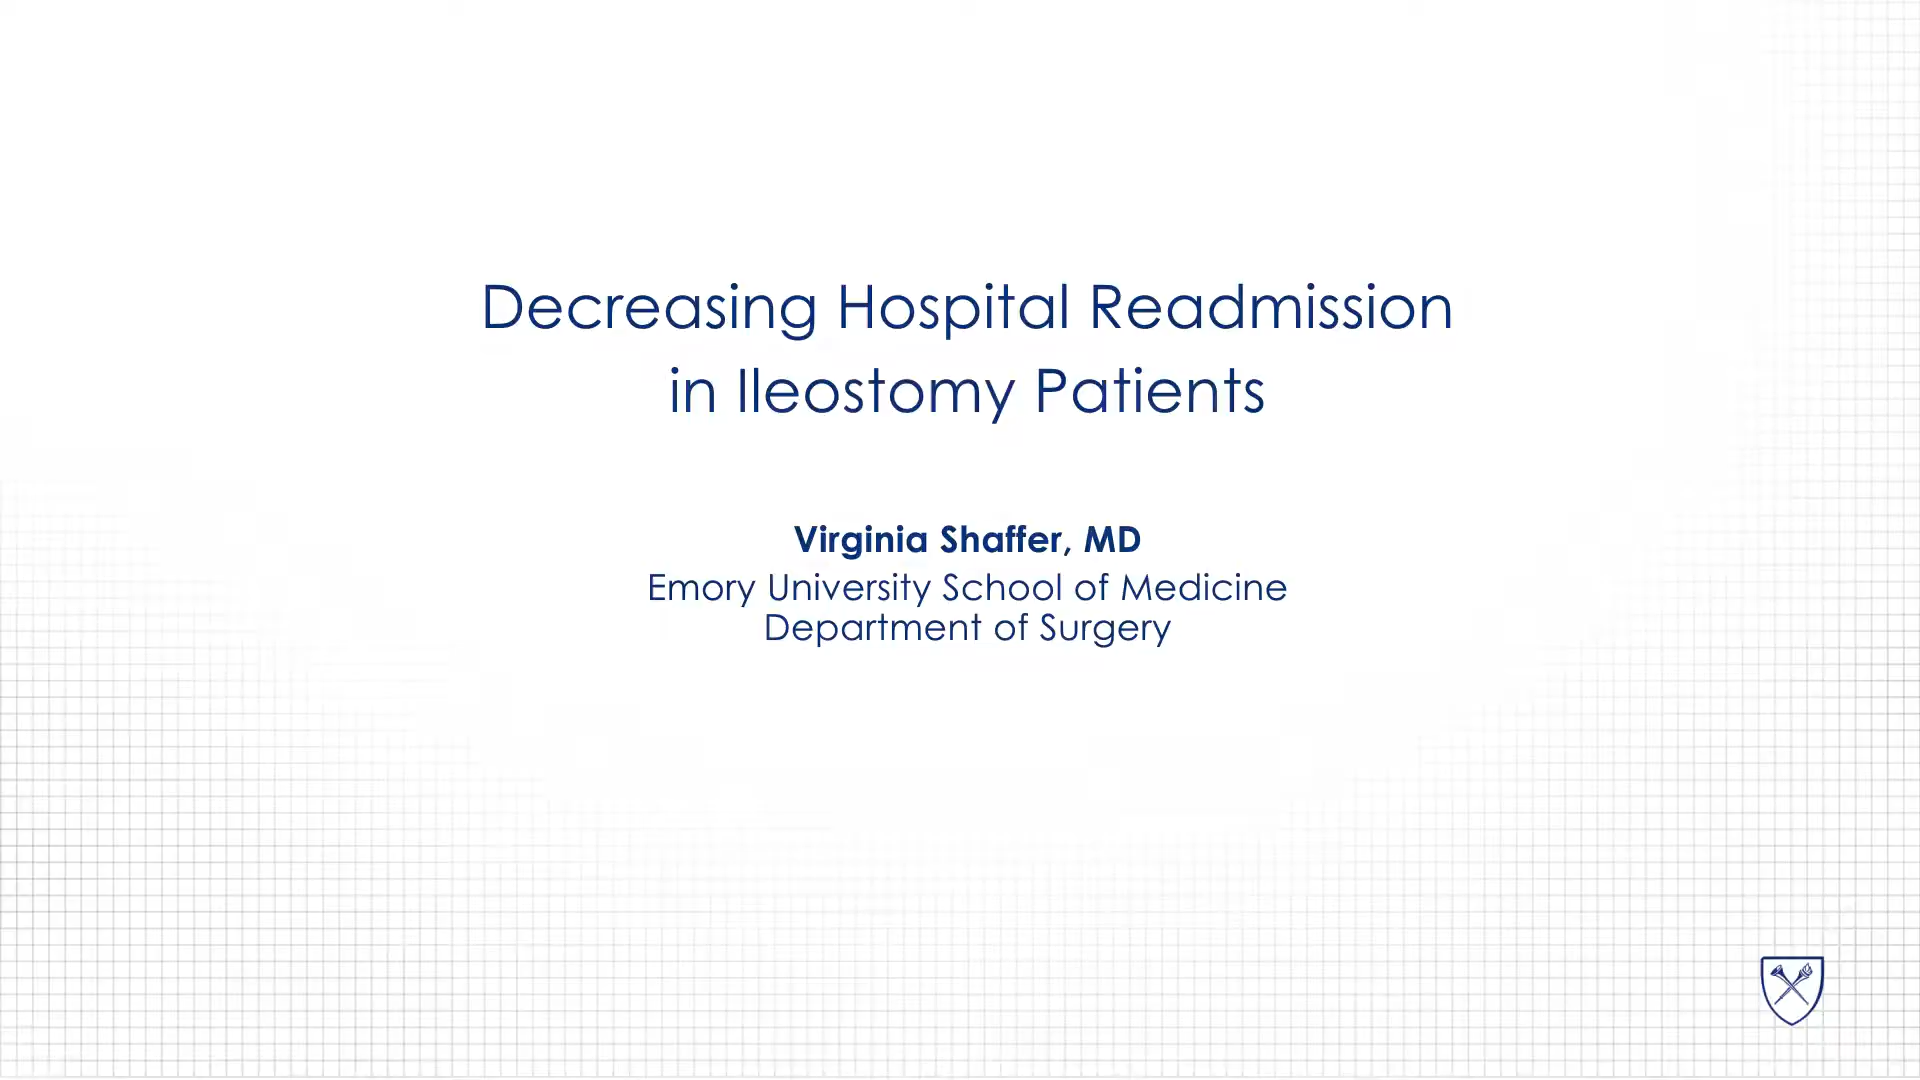 Decreasing Hospital Readmission
in Ileostomy Patients
Virginia Shaffer, MD
Emory University School of Medicine
Department of Surgery